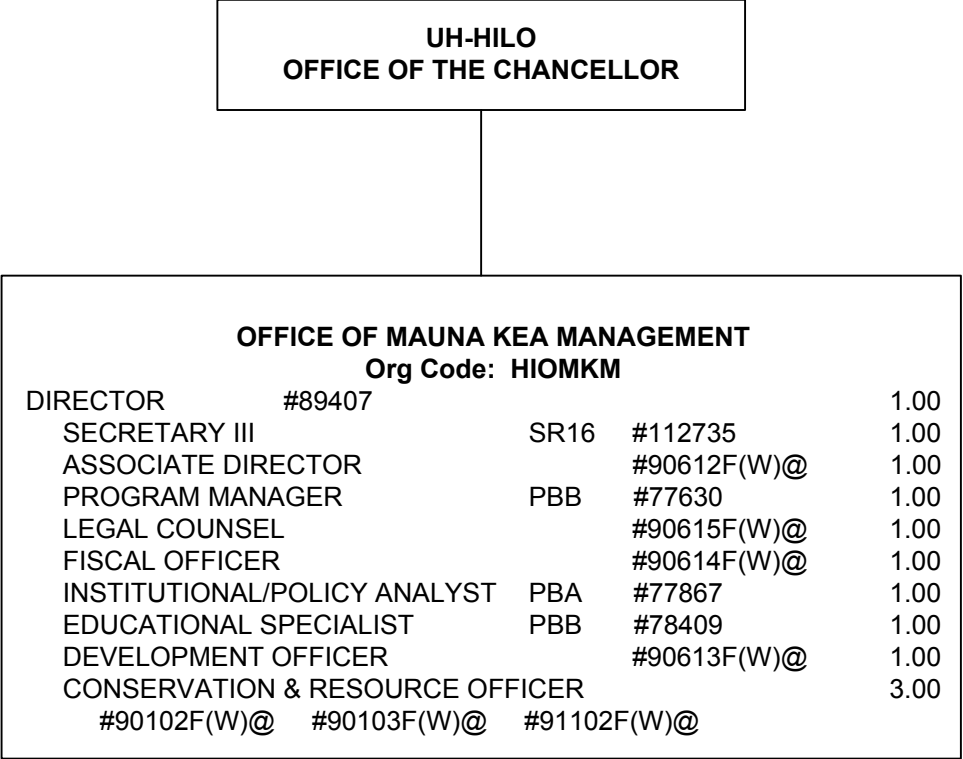 UH-HILO
OFFICE OF THE CHANCELLOR
OFFICE OF MAUNA KEA MANAGEMENT
Org Code: HIOMKM
DIRECTOR #89407 1.00
SECRETARY III SR16 #112735 1.00
ASSOCIATE DIRECTOR #90612F(W)@ 1.00
PROGRAM MANAGER PBB #77630 1.00
LEGAL COUNSEL #90615F(W)@ 1.00
FISCAL OFFICER #90614F(W)@ 1.00
INSTITUTIONAL/POLICY ANALYST PBA #77867 1.00
EDUCATIONAL SPECIALIST PBB #78409 1.00
DEVELOPMENT OFFICER #90613F(W)@ 1.00
CONSERVATION & RESOURCE OFFICER 3.00
#90102F(W)@ #90103F(W)@ #91102F(W)@